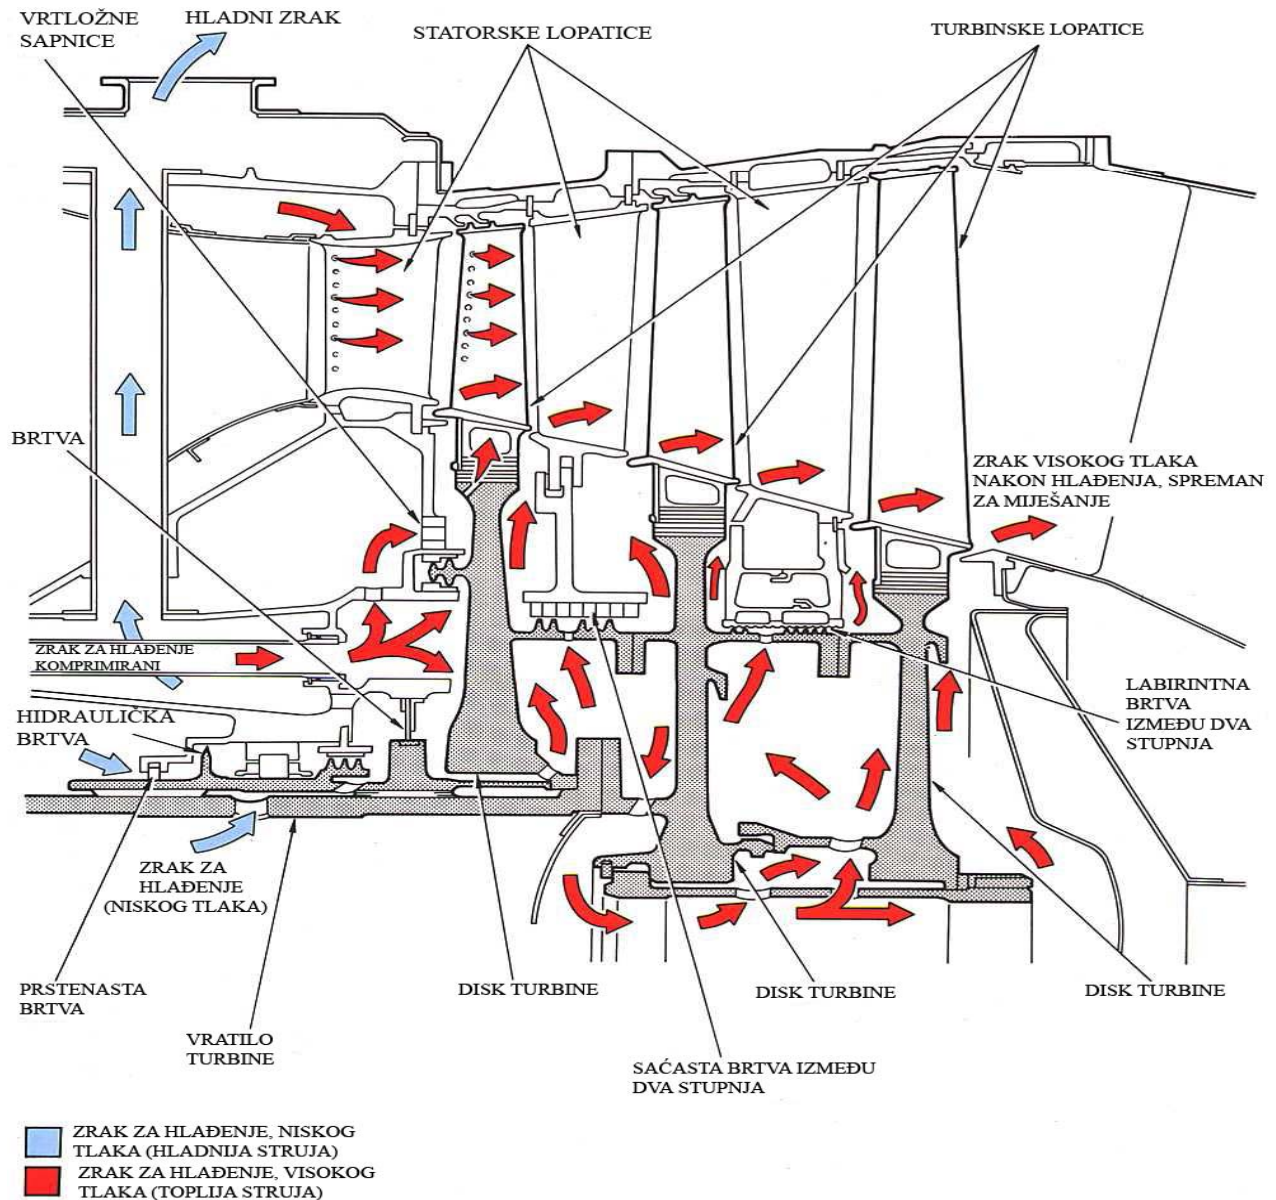 VRTLOŽNE
SAPNICE
HLADNI ZRAK
STATORSKE LOPATICE
TURBINSKE LOPATICE
BRTVA
ZRAK VISOKOG TLAKA
NAKON HLAĐENJA, SPREMAN
ZA MIJEŠANJE
ZRAK ZA HLAĐENJE
KOMPRIMIRANI
HIDRAULIČKA
BRTVA
LABIRINTNA
BRTVA
IZMEĐU DVA
STUPNJA
ZRAK ZA
HLAĐENJE
(NISKOG TLAKA)
PRSTENASTA
BRTVA
VRATILO
TURBINE
DISK TURBINE
DISK TURBINE
DISK TURBINE
SAĆASTA BRTVA IZMEĐU
DVA STUPNJA
ZRAK ZA HLAĐENJE, NISKOG
TLAKA (HLADNIJA STRUJA)
ZRAK ZA HLAĐENJE, VISOKOG
TLAKA (TOPLIJA STRUJA)